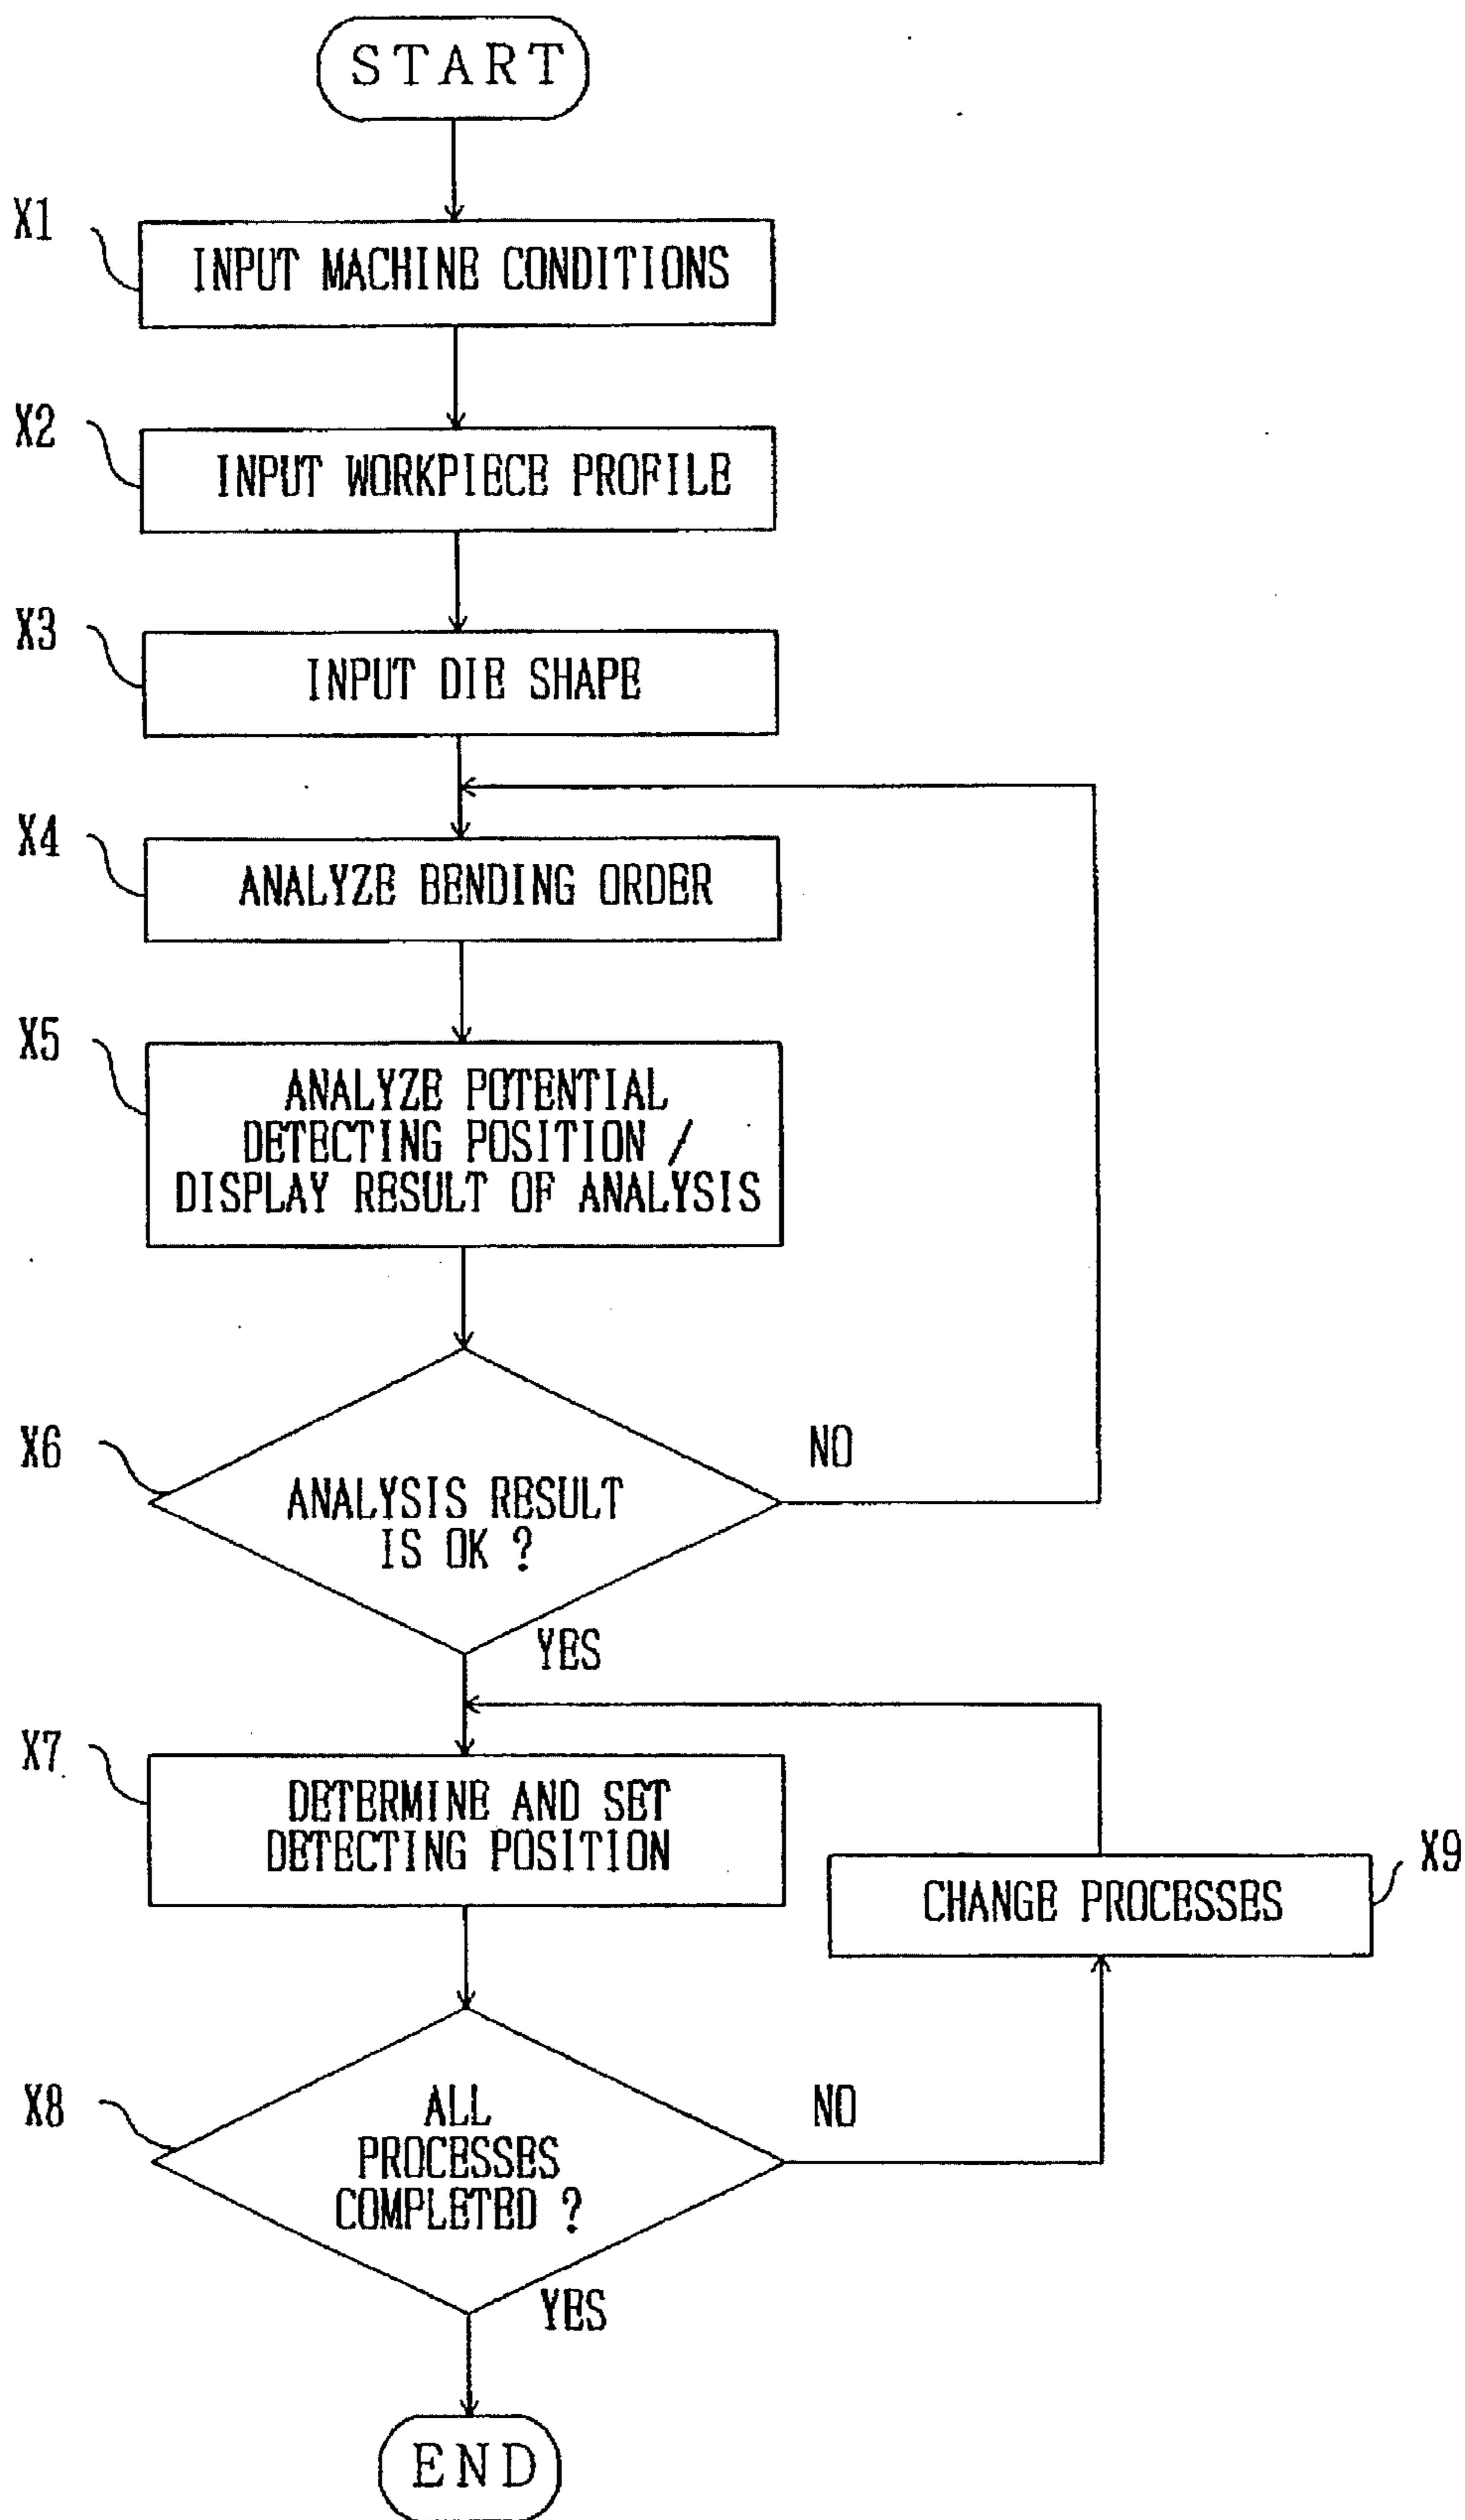 START
X1
INPUT MACHINE CONDITIONS
X2
INPUT WORKPIECE PROFILE
X3
INPUT DIE SHAPE
X4
ANALYZE BENDING ORDER
X5
ANALYZE POTENTIAL
DETECTING POSITION /
DISPLAY RESULT OF ANALYSIS
X6
ANALYSIS RESULT
IS OK ?
NO
YES
X7
DETERMINE AND SET
DETECTING POSITION
CHANGE PROCESSES
X9
X8
ALL
PROCESSES
COMPLETED ?
NO
YES
END